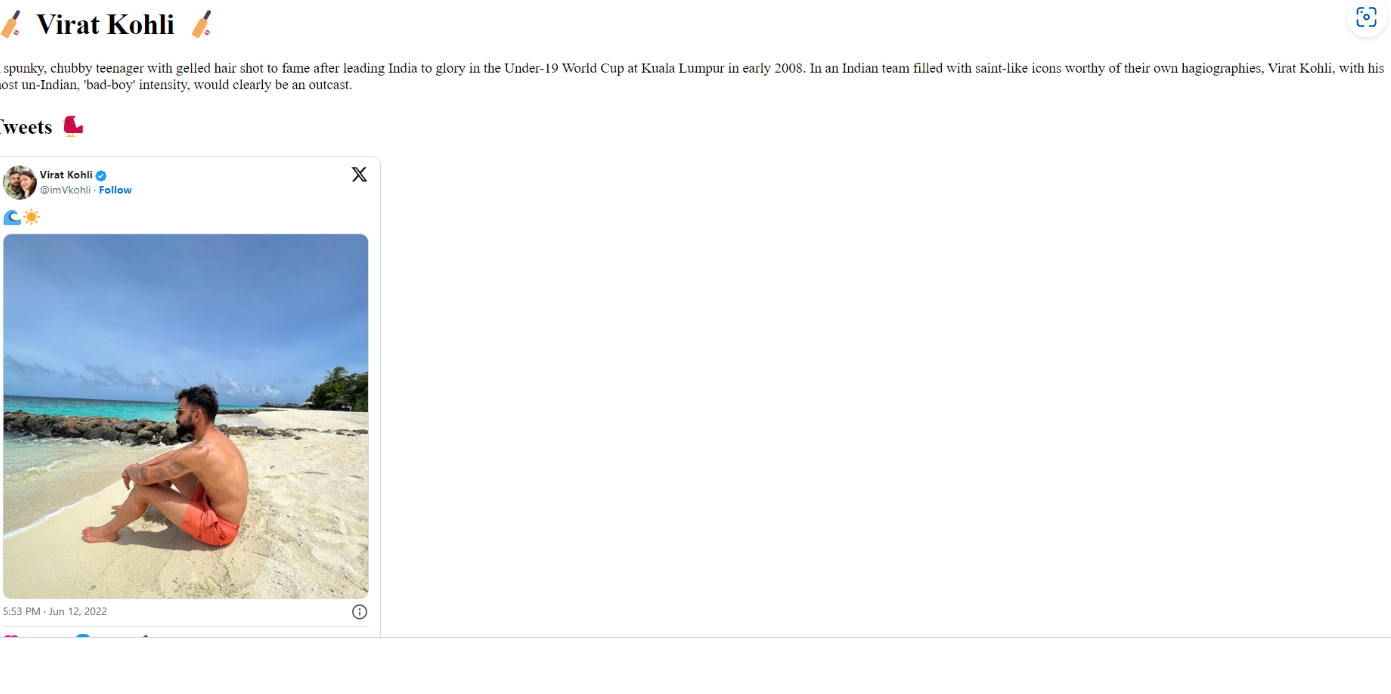 Virat Kohli
spunky, chubby teenager with gelled hair shot to fame after leading India to glory in the Under-19 World Cup at Kuala Lumpur in early 2008. In an Indian team filled with saint-like icons worthy of their own hagiographies, Virat Kohli, with his
ost un-Indian, 'bad-boy' intensity, would clearly be an outcast.
Tweets
Virat Kohli
@imVkohli · Follow
5:53 PM · Jun 12, 2022